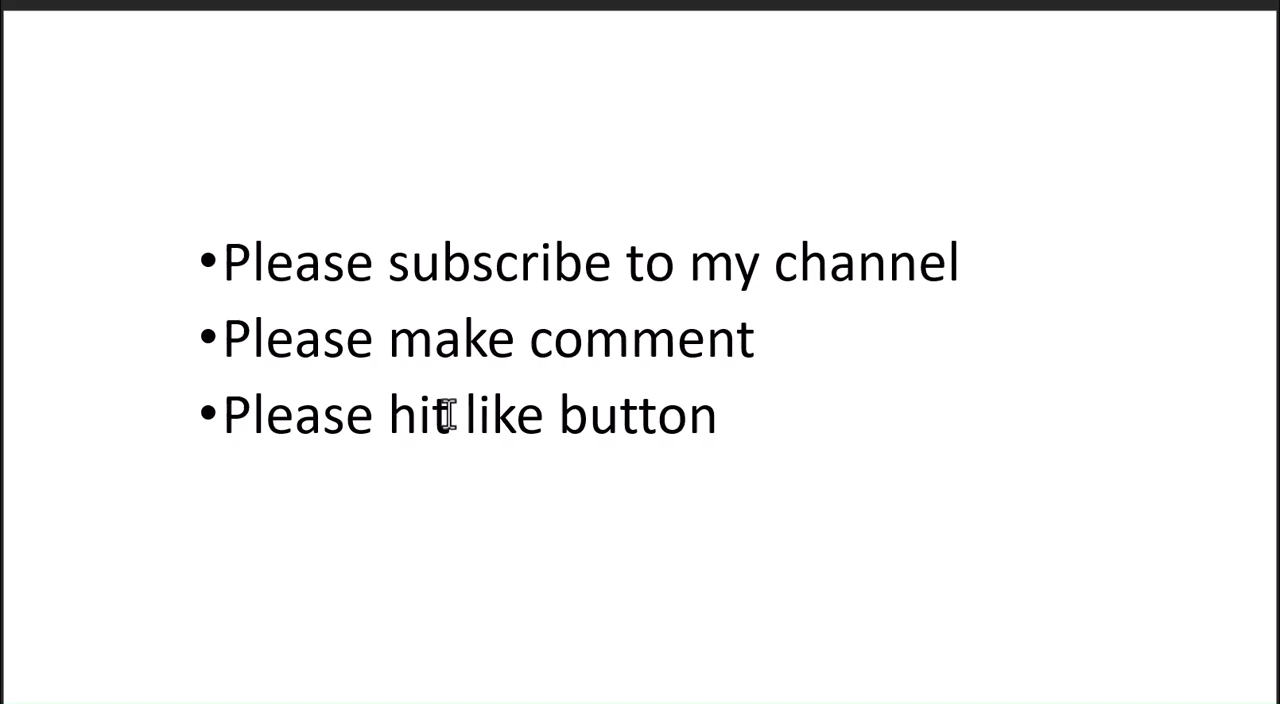 •Please subscribe to my channel
•Please make comment
•Please hit like button